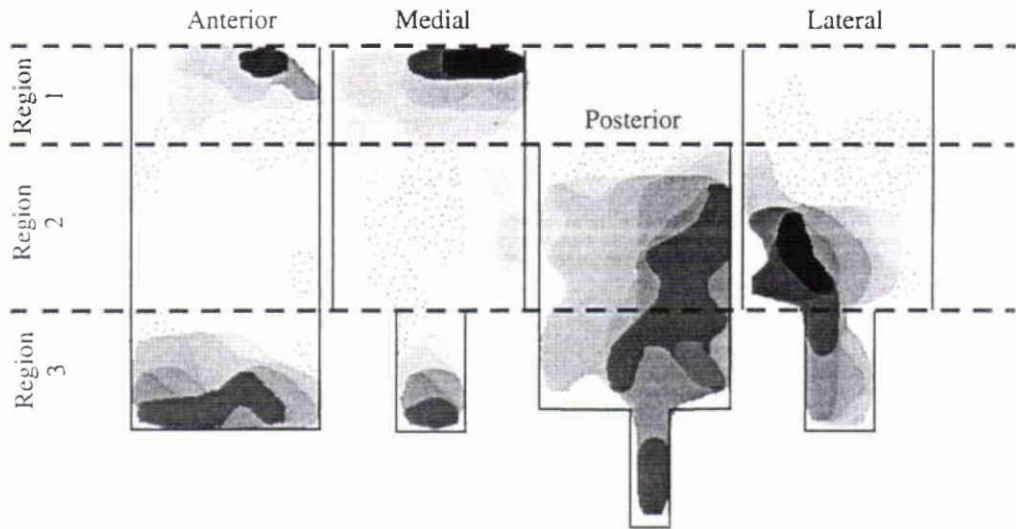 Anterior
Medial
Lateral
Posterior
Region
1
Region
2
Region
3